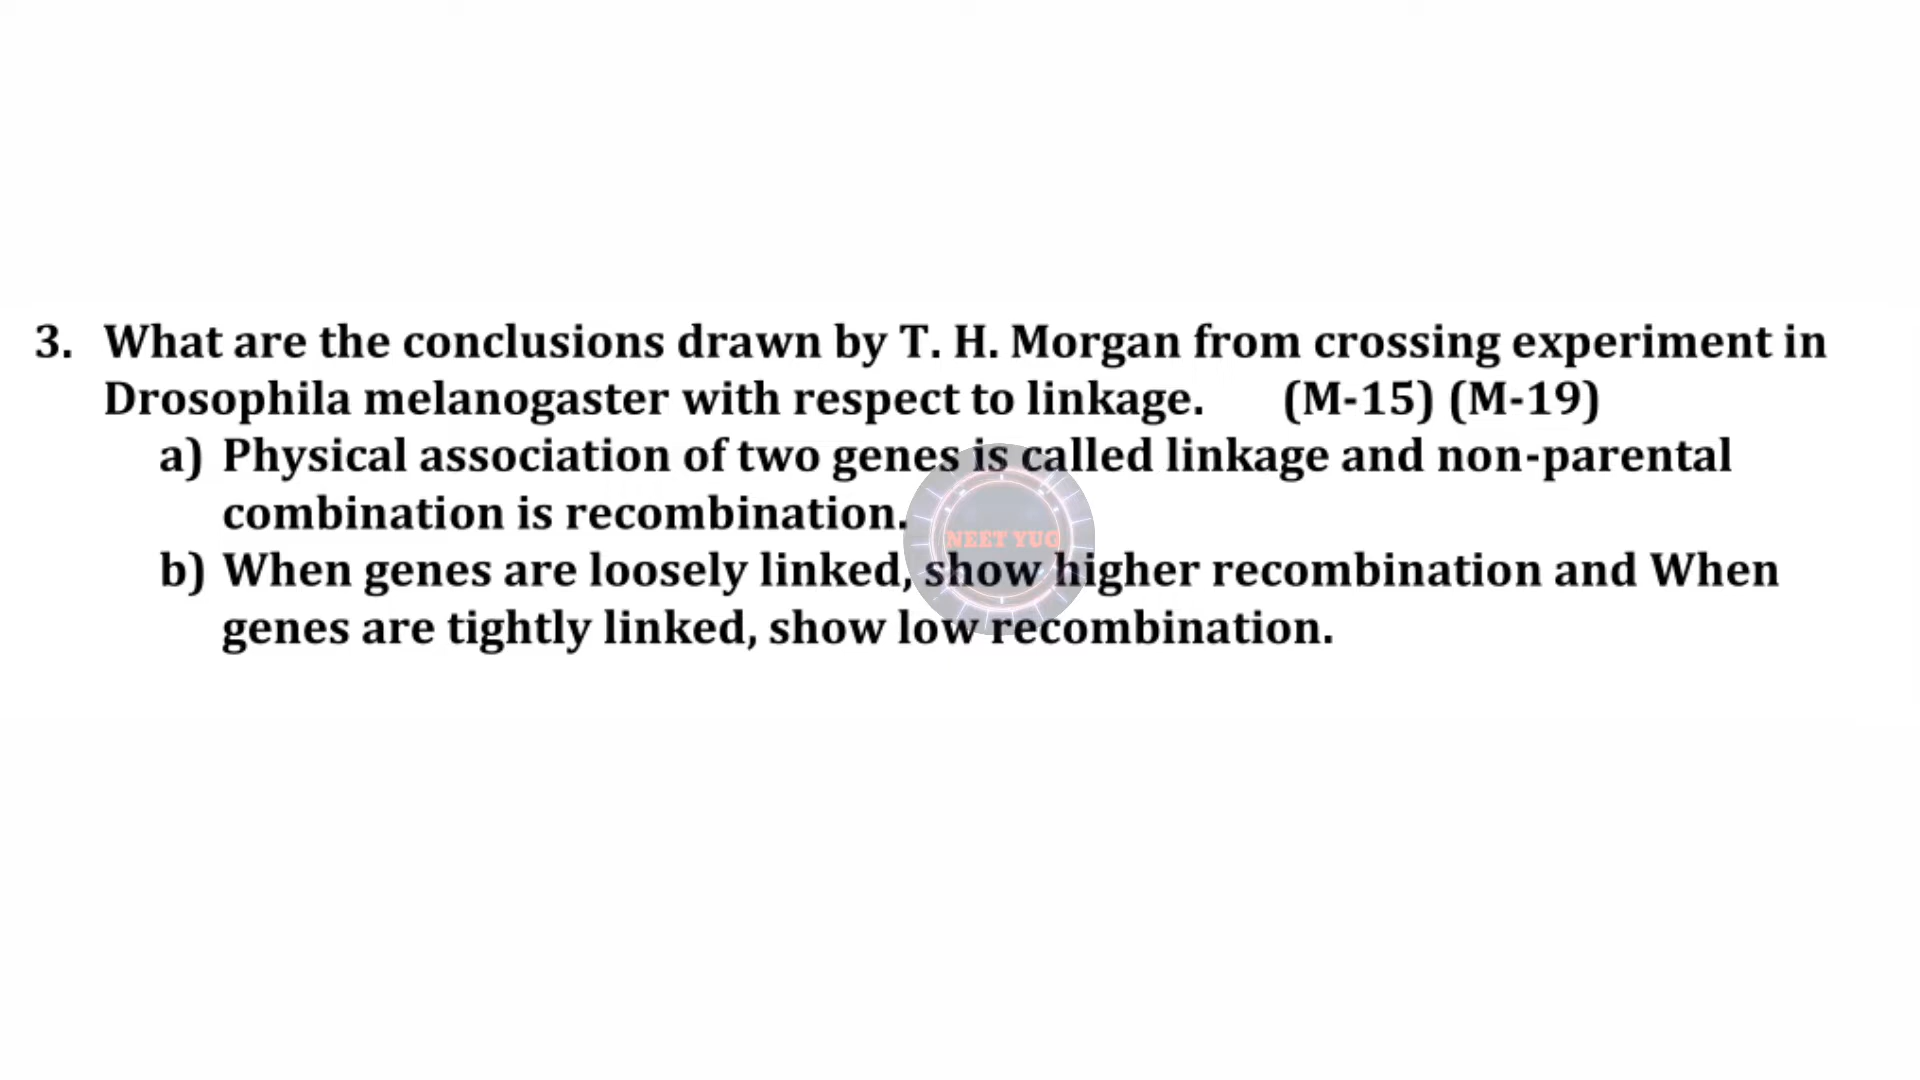 3. What are the conclusions drawn by T. H. Morgan from crossing experiment in
Drosophila melanogaster with respect to linkage. (M-15) (M-19)
a) Physical association of two genes is called linkage and non-parental
combination is recombination.
NEET YUG
b) When genes are loosely linked, show higher recombination and When
genes are tightly linked, show low recombination.